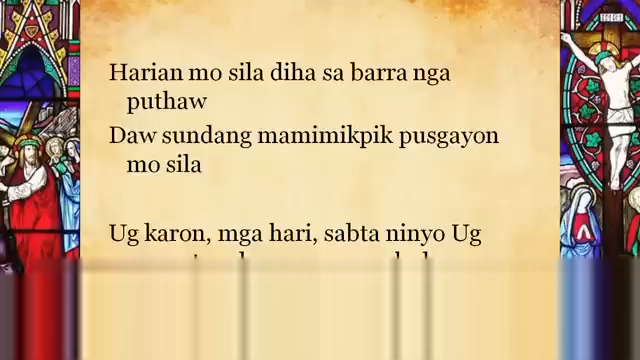 Harian mo sila diha sa barra nga
puthaw
Daw sundang mamimikpik pusgayon
mo sila
Ug karon, mga hari, sabta ninyo Ug